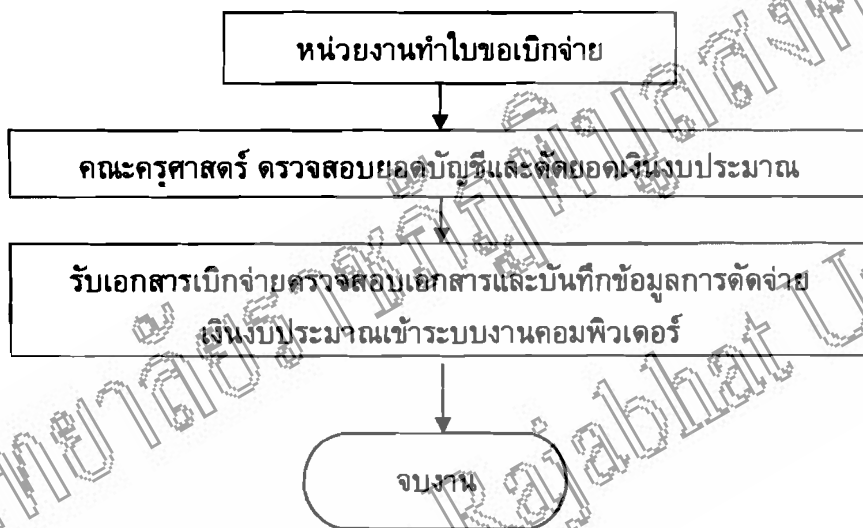 หน่วยงานทำใบขอเบิกจ่าย
คณะครุศาสตร์ ตรวจสอบยอดบัญชีและตัดยอดเงินงบประมาณ
รับเอกสารเบิกจ่ายตรวจสอบเอกสารและบันทึกข้อมูลการตัดจ่าย
เงินงบประมาณเข้าระบบงานคอมพิวเตอร์
จบงาน
Rajabhat